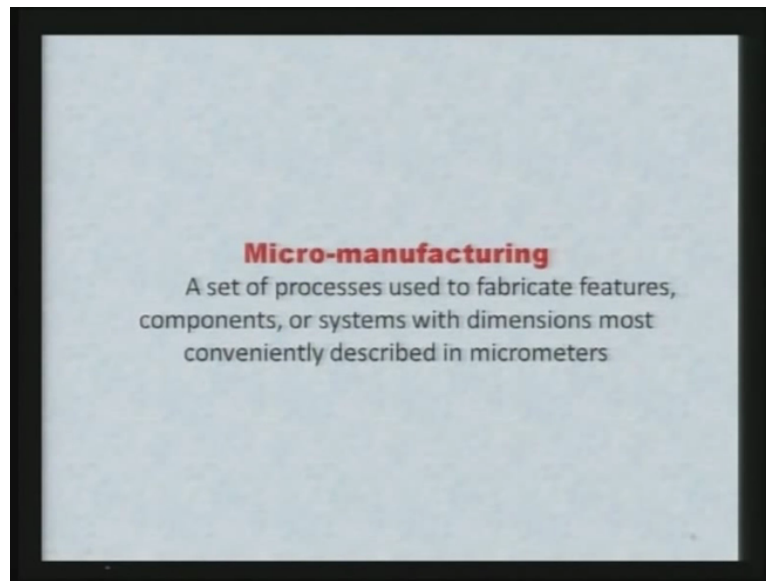 Micro-manufacturing
A set of processes used to fabricate features,
components, or systems with dimensions most
conveniently described in micrometers